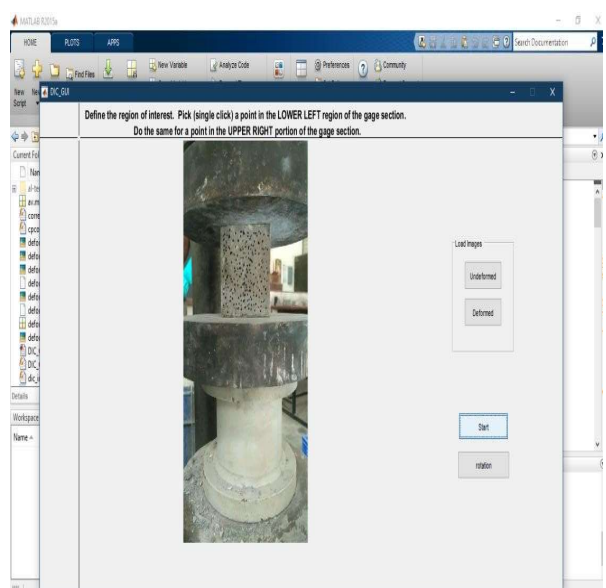 MATLAB R2015a
HOME PLOTS APPS
Search Documentation
New Variable Analyze Code Preferences Community
Find Files
New
Script
DIC_GUI
Define the region of interest. Pick (single click) a point in the LOWER LEFT region of the gage section.
Do the same for a point in the UPPER RIGHT portion of the gage section.
Current Fol
Load images
Undeformed
Deformed
Details
Workspace
Name
Start
rotation